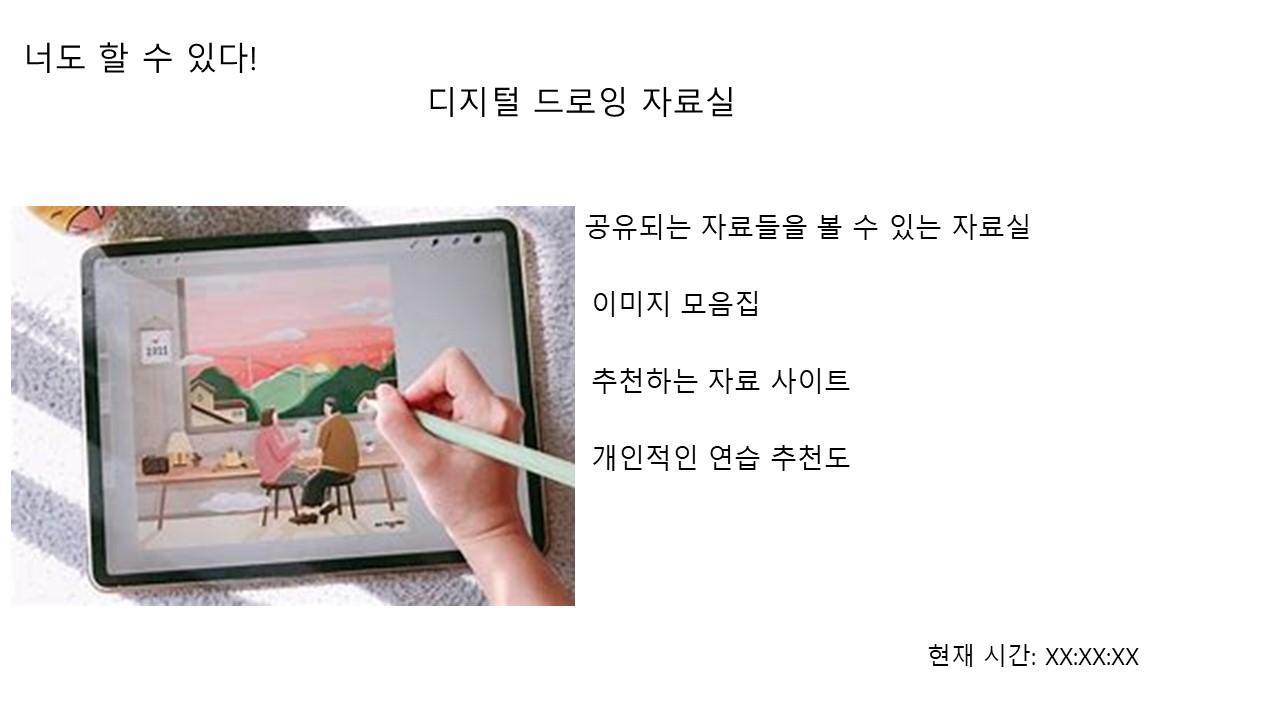 너도 할 수 있다!
디지털 드로잉 자료실
공유되는 자료들을 볼 수 있는 자료실
이미지 모음집
추천하는 자료 사이트
개인적인 연습 추천도
현재 시간: XX:XX:XX